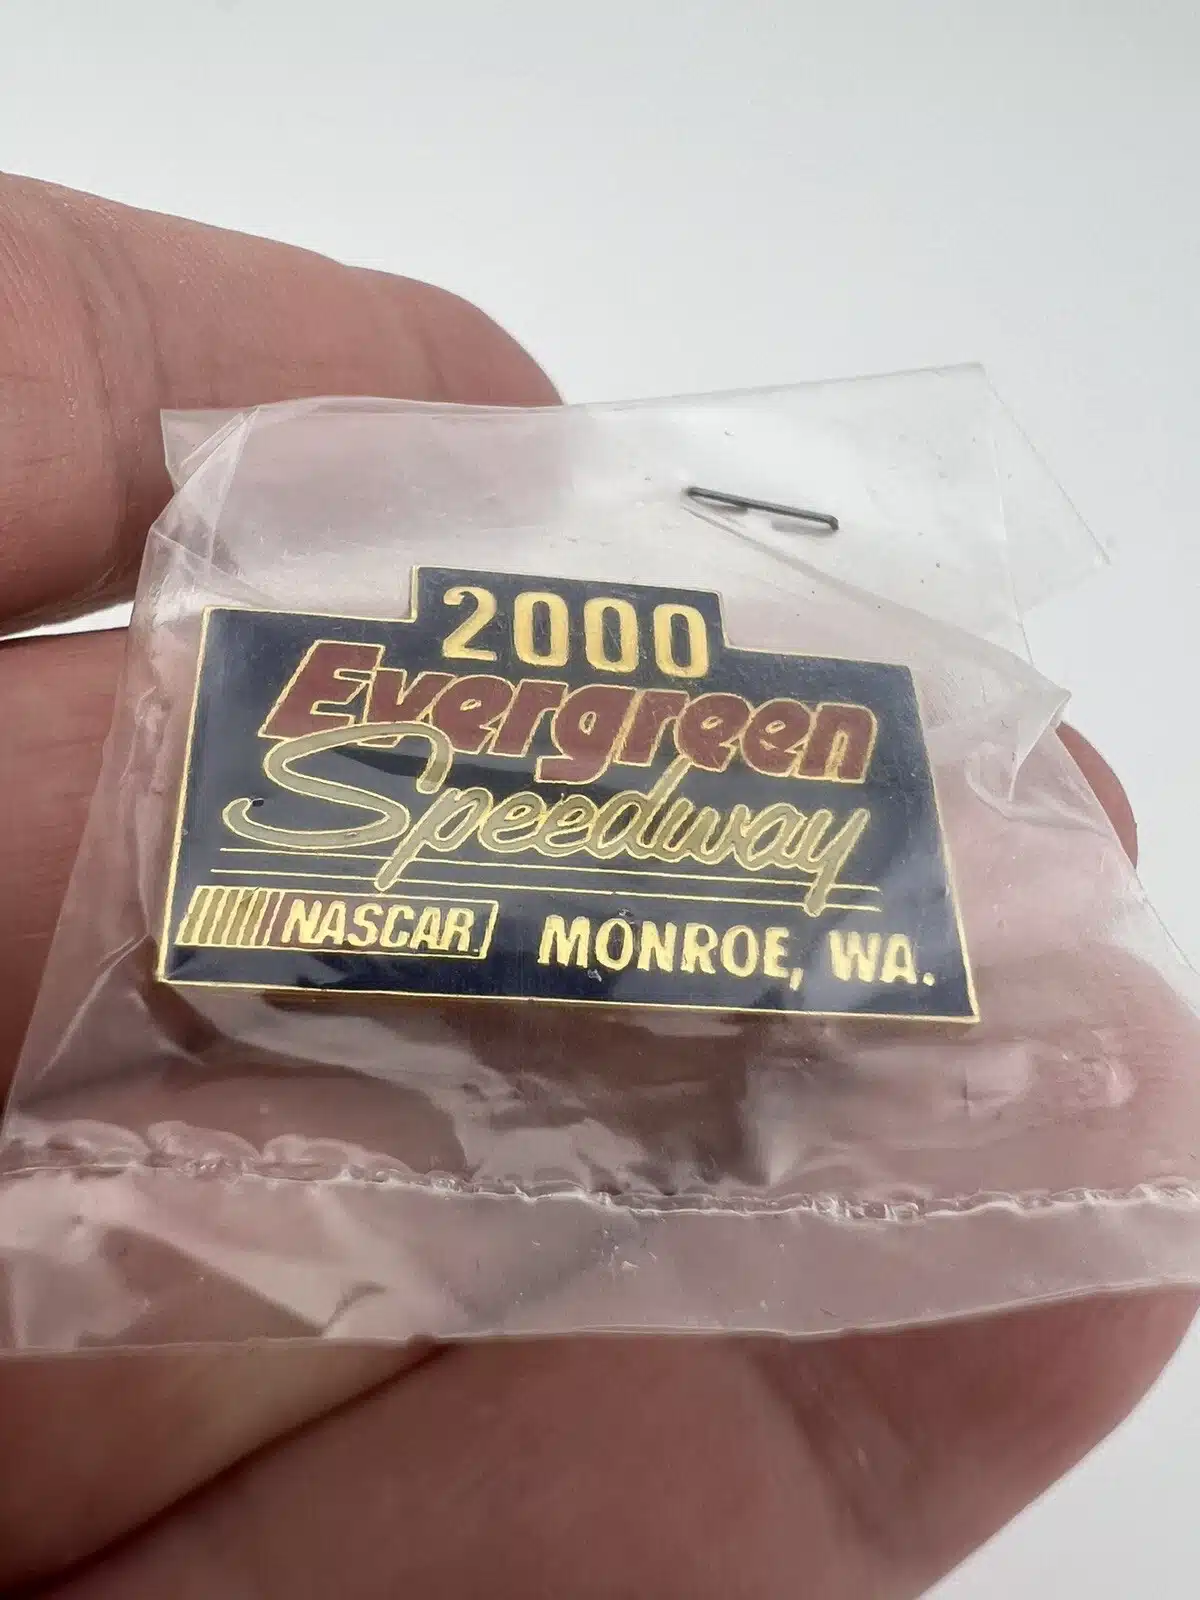 2000
Evergreen
Speedway
NASCAR. MONROE, WA.